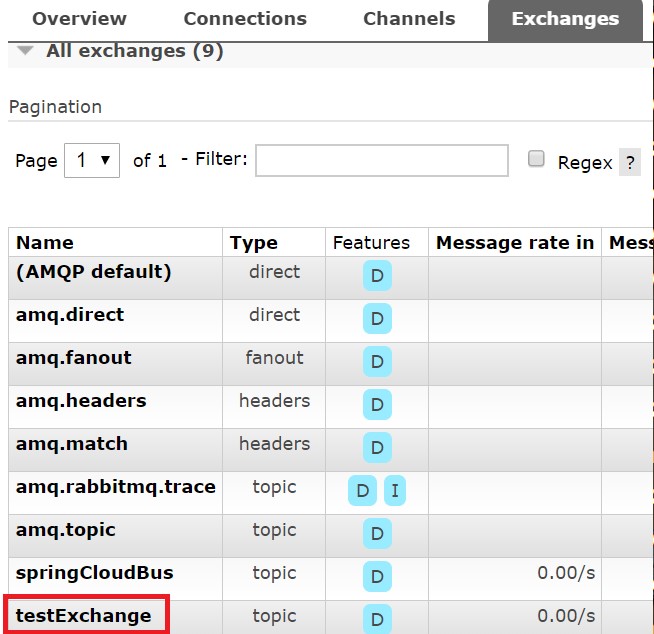 Overview Connections Channels Exchanges
All exchanges (9)
Pagination
Page 1 of 1 - Filter: Regex ?
Name Type Features Message rate in
(AMQP default) direct D
amq.direct direct D
amq.fanout fanout D
amq.headers headers D
amq.match headers D
amq.rabbitmq.trace topic D I
amq.topic topic D
springCloudBus topic D 0.00/s
testExchange topic D 0.00/s